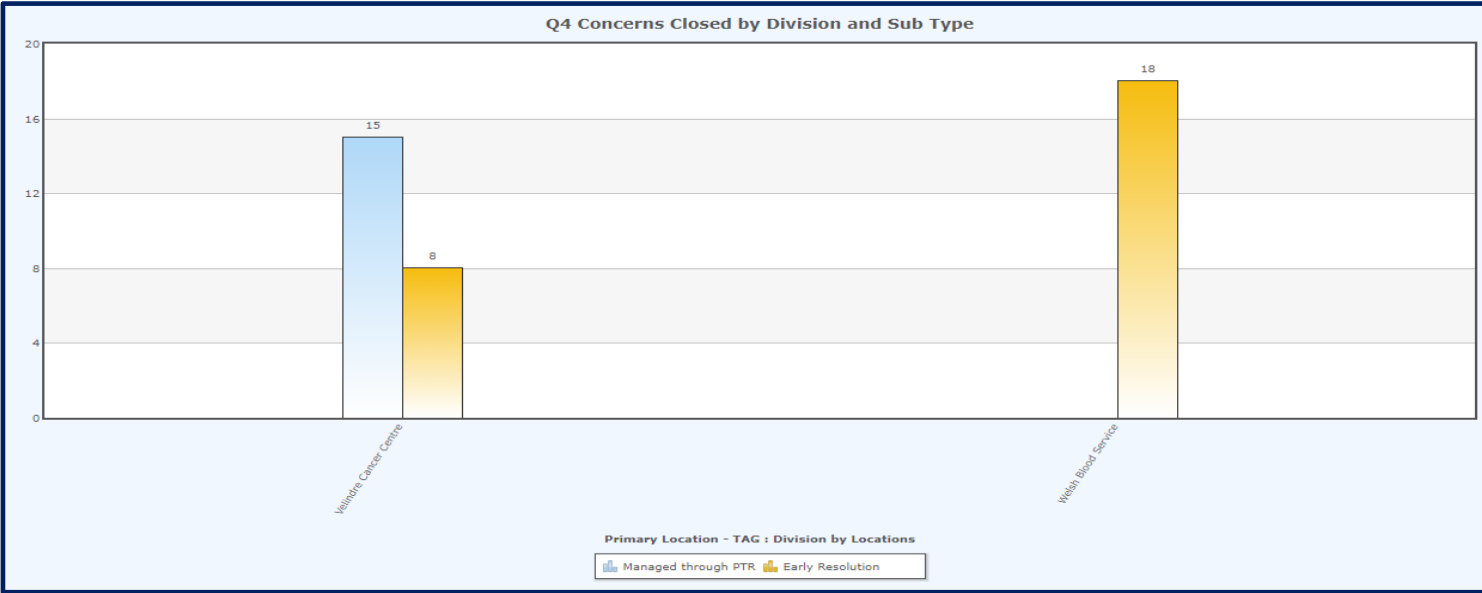 Q4 Concerns Closed by Division and Sub Type
20
18
16
15
12
8
8
4
0
Velindre Cancer Centre
Welsh Blood Service
Primary Location - TAG : Division by Locations
Managed through PTR Early Resolution